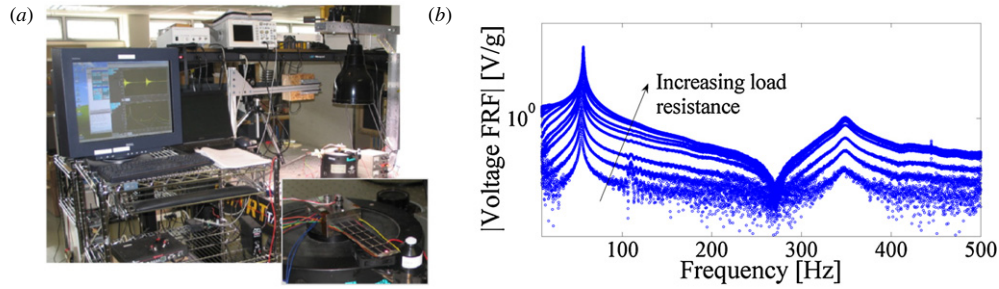 (a)
(b)
|Voltage FRF| [V/g]
10⁰
Increasing load
resistance
100
200
300
400
500
Frequency [Hz]